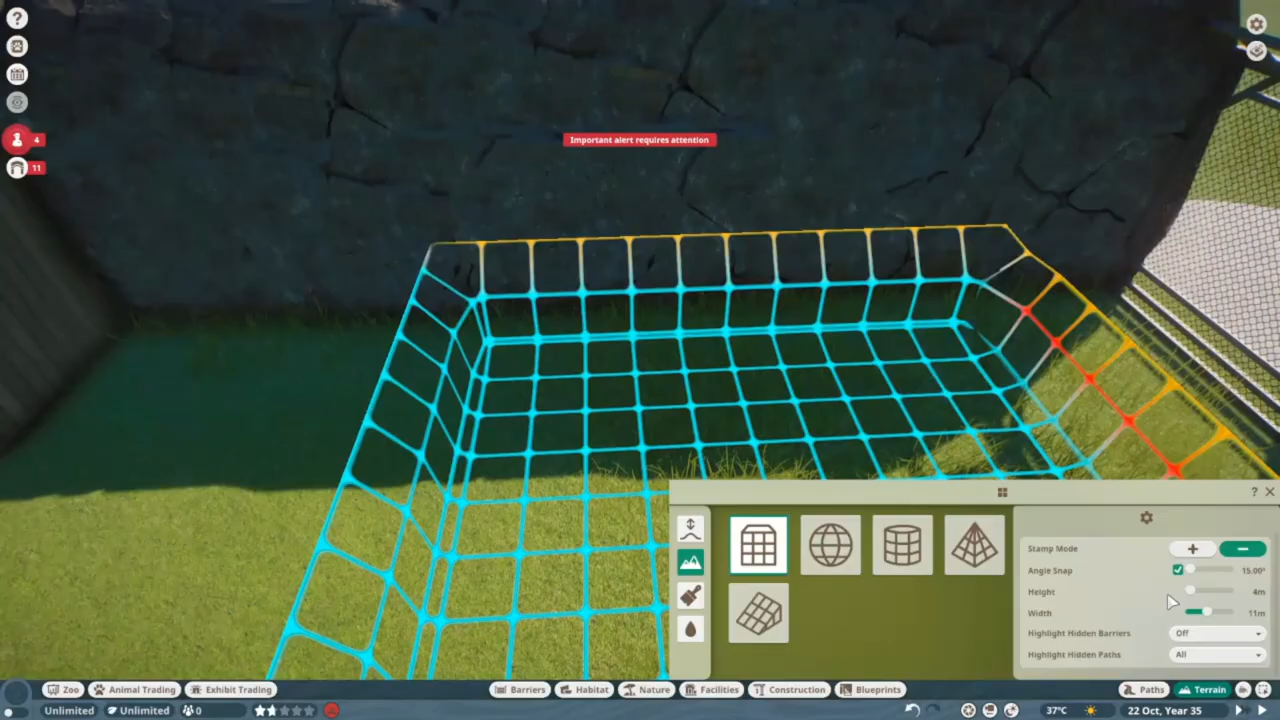 ?
4
Important alert requires attention
11
? ×
Stamp Mode + −
Angle Snap 15.00°
Height 4m
Width 11m
Highlight Hidden Barriers Off
Highlight Hidden Paths All
Zoo Animal Trading Exhibit Trading Barriers Habitat Nature Facilities Construction Blueprints Paths Terrain
Unlimited Unlimited 0 37°C 22 Oct, Year 35